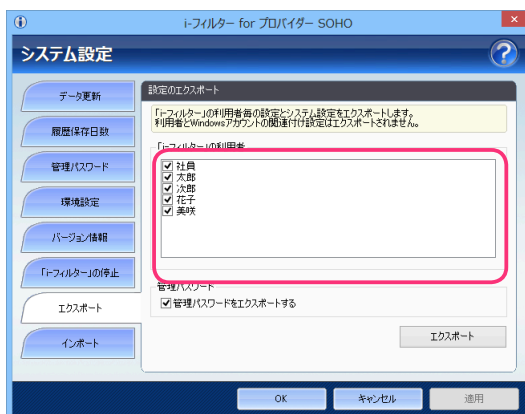 i-フィルター for プロバイダー SOHO
×
システム設定
?
データ更新
履歴保存日数
管理パスワード
環境設定
バージョン情報
「i-フィルター」の停止
エクスポート
インポート
設定のエクスポート
「i-フィルター」の利用者毎の設定とシステム設定をエクスポートします。
利用者とWindowsアカウントの関連付け設定はエクスポートされません。
「i-フィルター」の利用者
社員
太郎
次郎
花子
美咲
管理パスワード
管理パスワードをエクスポートする
エクスポート
OK
キャンセル
適用